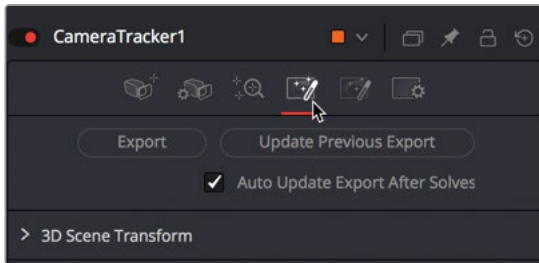 CameraTracker1
Export Update Previous Export
Auto Update Export After Solves
3D Scene Transform